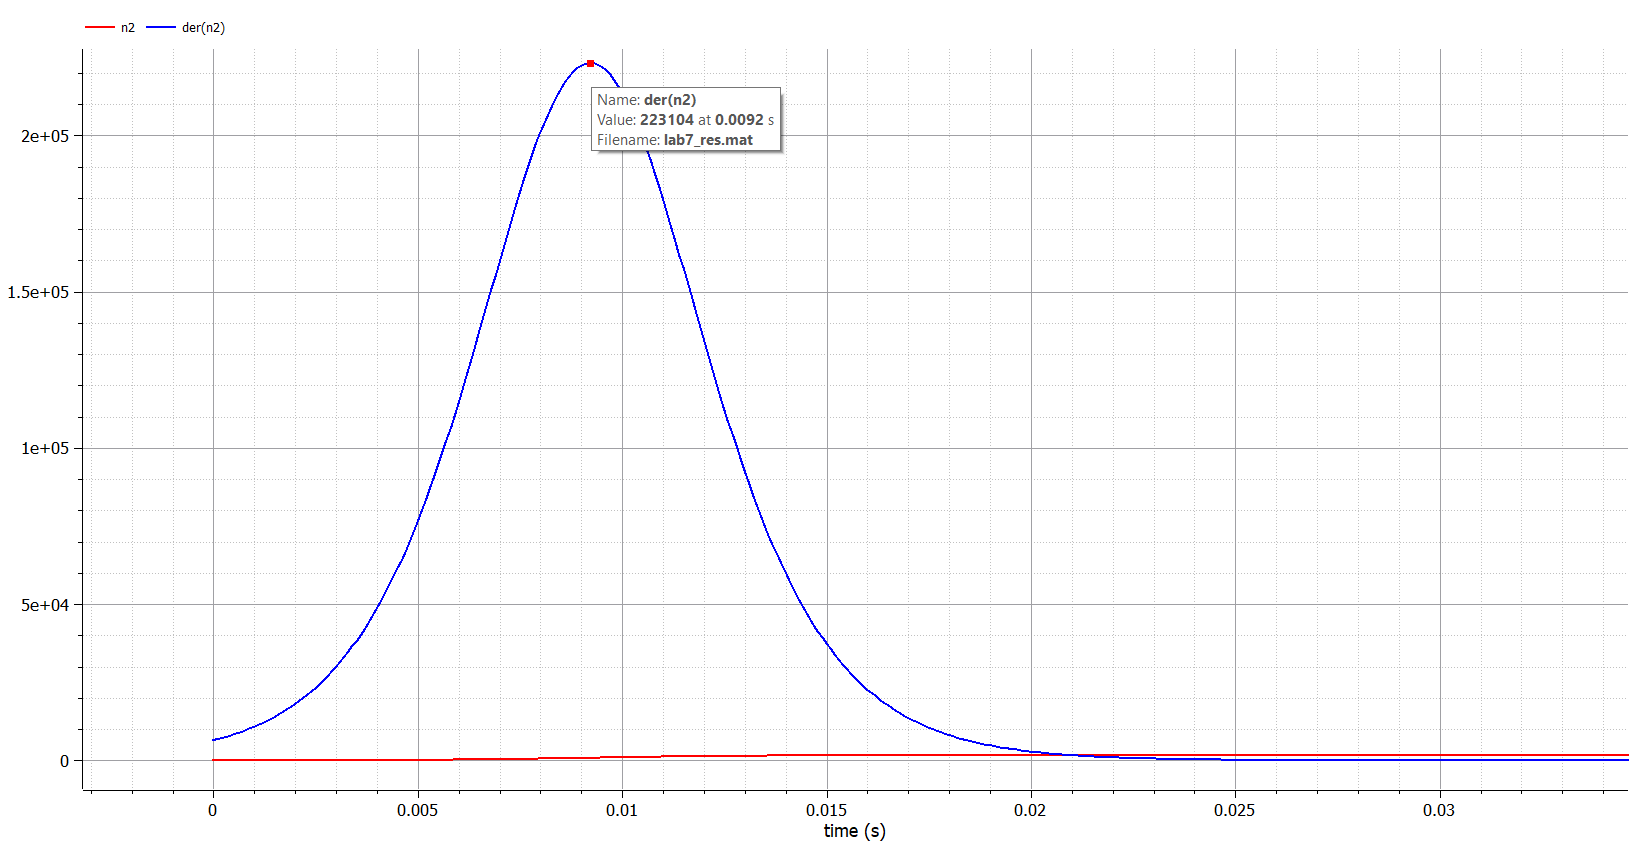 n2 der(n2)
Name: der(n2)
Value: 223104 at 0.0092 s
Filename: lab7_res.mat
2e+05
1.5e+05
1e+05
5e+04
0
0 0.005 0.01 0.015 0.02 0.025 0.03
time (s)